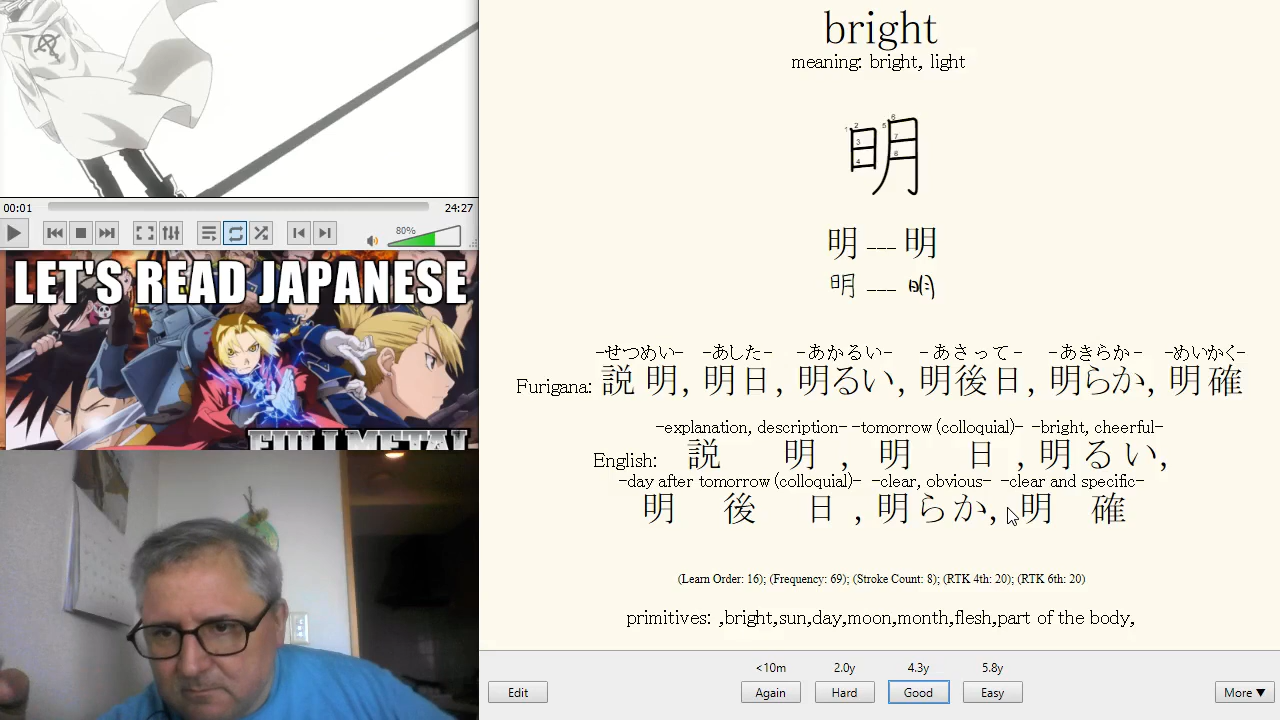 00:01
24:27
80%
LET'S READ JAPANESE
FULLMETAL
bright
meaning: bright, light
明
明 --- 明
明 --- 明
-せつめい- -あした- -あかるい- -あさって- -あきらか- -めいかく-
Furigana: 説明, 明日, 明るい, 明後日, 明らか, 明確
-explanation, description- -tomorrow (colloquial)- -bright, cheerful-
English: 説明, 明日, 明るい,
-day after tomorrow (colloquial)- -clear, obvious- -clear and specific-
明後日, 明らか, 明確
(Learn Order: 16); (Frequency: 69); (Stroke Count: 8); (RTK 4th: 20); (RTK 6th: 20)
primitives: ,bright,sun,day,moon,month,flesh,part of the body,
<10m 2.0y 4.3y 5.8y
Edit Again Hard Good Easy More ▼